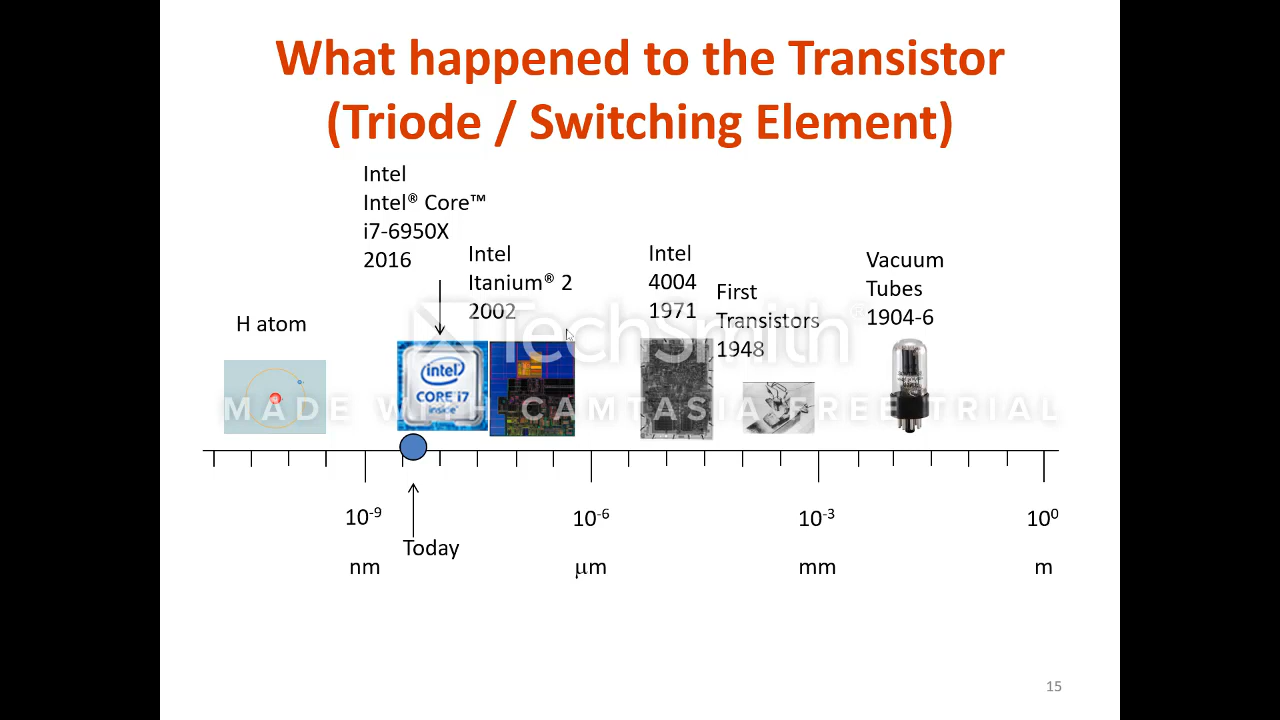 What happened to the Transistor
(Triode / Switching Element)
Intel
Intel® Core™
i7-6950X
2016
Intel
Itanium® 2
2002
Intel
4004
1971
First
Transistors
1948
Vacuum
Tubes
1904-6
H atom
TechSmith®
intel
CORE i7
inside™
MADE WITH CAMTASIA FREE TRIAL
10⁻⁹
10⁻⁶
10⁻³
10⁰
Today
nm
μm
mm
m
15